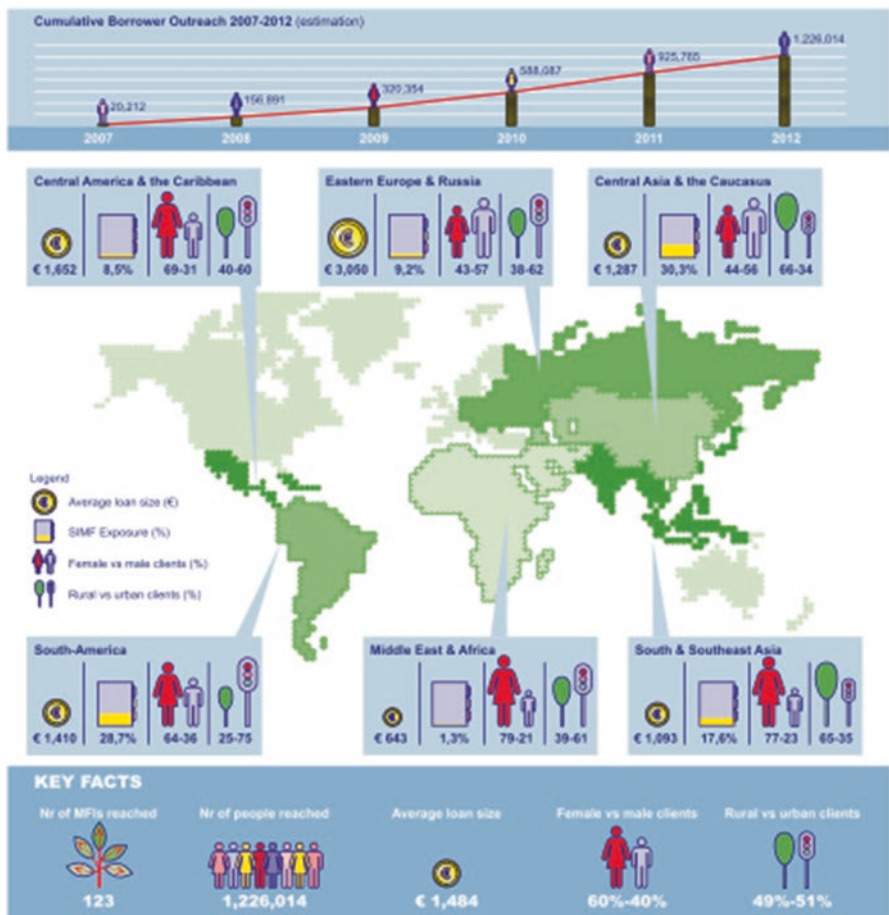 Cumulative Borrower Outreach 2007-2012 (estimation)
20,212
156,891
320,354
588,087
925,765
1,226,014
2007
2008
2009
2010
2011
2012
Central America & the Caribbean
€ 1,652
8,5%
69-31
40-60
Eastern Europe & Russia
€ 3,050
9,2%
43-57
38-62
Central Asia & the Caucasus
€ 1,287
30,3%
44-56
66-34
Legend
Average loan size (€)
SIMF Exposure (%)
Female vs male clients (%)
Rural vs urban clients (%)
South-America
€ 1,410
28,7%
64-36
25-75
Middle East & Africa
€ 643
1,3%
79-21
39-61
South & Southeast Asia
€ 1,093
17,6%
77-23
65-35
KEY FACTS
Nr of MFIs reached
123
Nr of people reached
1,226,014
Average loan size
€ 1,484
Female vs male clients
60%-40%
Rural vs urban clients
49%-51%